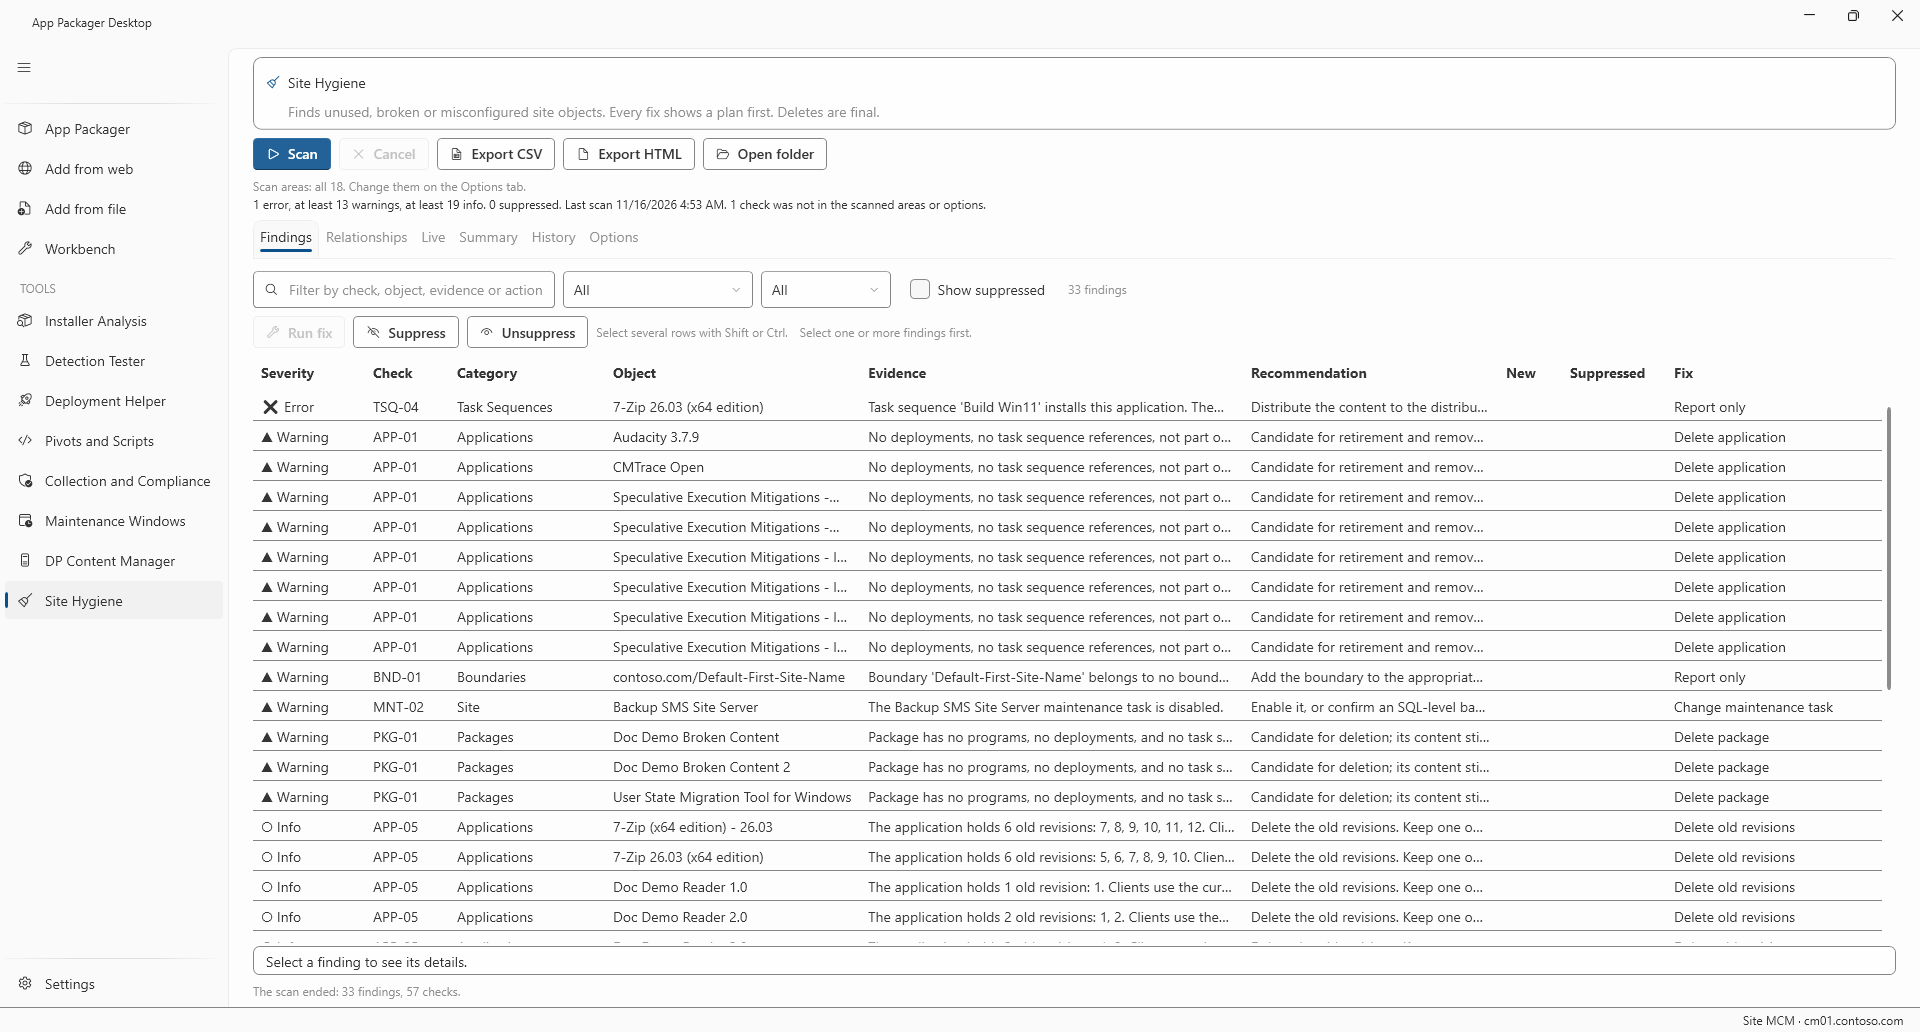 App Packager Desktop
App Packager
Add from web
Add from file
Workbench
TOOLS
Installer Analysis
Detection Tester
Deployment Helper
Pivots and Scripts
Collection and Compliance
Maintenance Windows
DP Content Manager
Site Hygiene
Settings
Site Hygiene
Finds unused, broken or misconfigured site objects. Every fix shows a plan first. Deletes are final.
Scan Cancel Export CSV Export HTML Open folder
Scan areas: all 18. Change them on the Options tab.
1 error, at least 13 warnings, at least 19 info. 0 suppressed. Last scan 11/16/2026 4:53 AM. 1 check was not in the scanned areas or options.
Findings Relationships Live Summary History Options
Filter by check, object, evidence or action All All Show suppressed 33 findings
Run fix Suppress Unsuppress Select several rows with Shift or Ctrl. Select one or more findings first.
Severity Check Category Object Evidence Recommendation New Suppressed Fix
Error TSQ-04 Task Sequences 7-Zip 26.03 (x64 edition) Task sequence 'Build Win11' installs this application. The... Distribute the content to the distribu... Report only
Warning APP-01 Applications Audacity 3.7.9 No deployments, no task sequence references, not part o... Candidate for retirement and remov... Delete application
Warning APP-01 Applications CMTrace Open No deployments, no task sequence references, not part o... Candidate for retirement and remov... Delete application
Warning APP-01 Applications Speculative Execution Mitigations -... No deployments, no task sequence references, not part o... Candidate for retirement and remov... Delete application
Warning APP-01 Applications Speculative Execution Mitigations -... No deployments, no task sequence references, not part o... Candidate for retirement and remov... Delete application
Warning APP-01 Applications Speculative Execution Mitigations - I... No deployments, no task sequence references, not part o... Candidate for retirement and remov... Delete application
Warning APP-01 Applications Speculative Execution Mitigations - I... No deployments, no task sequence references, not part o... Candidate for retirement and remov... Delete application
Warning APP-01 Applications Speculative Execution Mitigations - I... No deployments, no task sequence references, not part o... Candidate for retirement and remov... Delete application
Warning APP-01 Applications Speculative Execution Mitigations - I... No deployments, no task sequence references, not part o... Candidate for retirement and remov... Delete application
Warning BND-01 Boundaries contoso.com/Default-First-Site-Name Boundary 'Default-First-Site-Name' belongs to no bound... Add the boundary to the appropriat... Report only
Warning MNT-02 Site Backup SMS Site Server The Backup SMS Site Server maintenance task is disabled. Enable it, or confirm an SQL-level ba... Change maintenance task
Warning PKG-01 Packages Doc Demo Broken Content Package has no programs, no deployments, and no task s... Candidate for deletion; its content sti... Delete package
Warning PKG-01 Packages Doc Demo Broken Content 2 Package has no programs, no deployments, and no task s... Candidate for deletion; its content sti... Delete package
Warning PKG-01 Packages User State Migration Tool for Windows Package has no programs, no deployments, and no task s... Candidate for deletion; its content sti... Delete package
Info APP-05 Applications 7-Zip (x64 edition) - 26.03 The application holds 6 old revisions: 7, 8, 9, 10, 11, 12. Cli... Delete the old revisions. Keep one o... Delete old revisions
Info APP-05 Applications 7-Zip 26.03 (x64 edition) The application holds 6 old revisions: 5, 6, 7, 8, 9, 10. Clien... Delete the old revisions. Keep one o... Delete old revisions
Info APP-05 Applications Doc Demo Reader 1.0 The application holds 1 old revision: 1. Clients use the cur... Delete the old revisions. Keep one o... Delete old revisions
Info APP-05 Applications Doc Demo Reader 2.0 The application holds 2 old revisions: 1, 2. Clients use the... Delete the old revisions. Keep one o... Delete old revisions
Select a finding to see its details.
The scan ended: 33 findings, 57 checks.
Site MCM · cm01.contoso.com